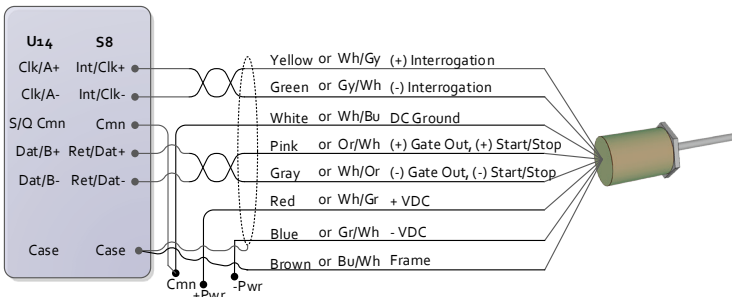 U14 S8
Clk/A+ Int/Clk+
Clk/A- Int/Clk-
S/Q Cmn Cmn
Dat/B+ Ret/Dat+
Dat/B- Ret/Dat-
Case Case
Yellow or Wh/Gy (+) Interrogation
Green or Gy/Wh (-) Interrogation
White or Wh/Bu DC Ground
Pink or Or/Wh (+) Gate Out, (+) Start/Stop
Gray or Wh/Or (-) Gate Out, (-) Start/Stop
Red or Wh/Gr + VDC
Blue or Gr/Wh - VDC
Brown or Bu/Wh Frame
Cmn
+Pwr
-Pwr